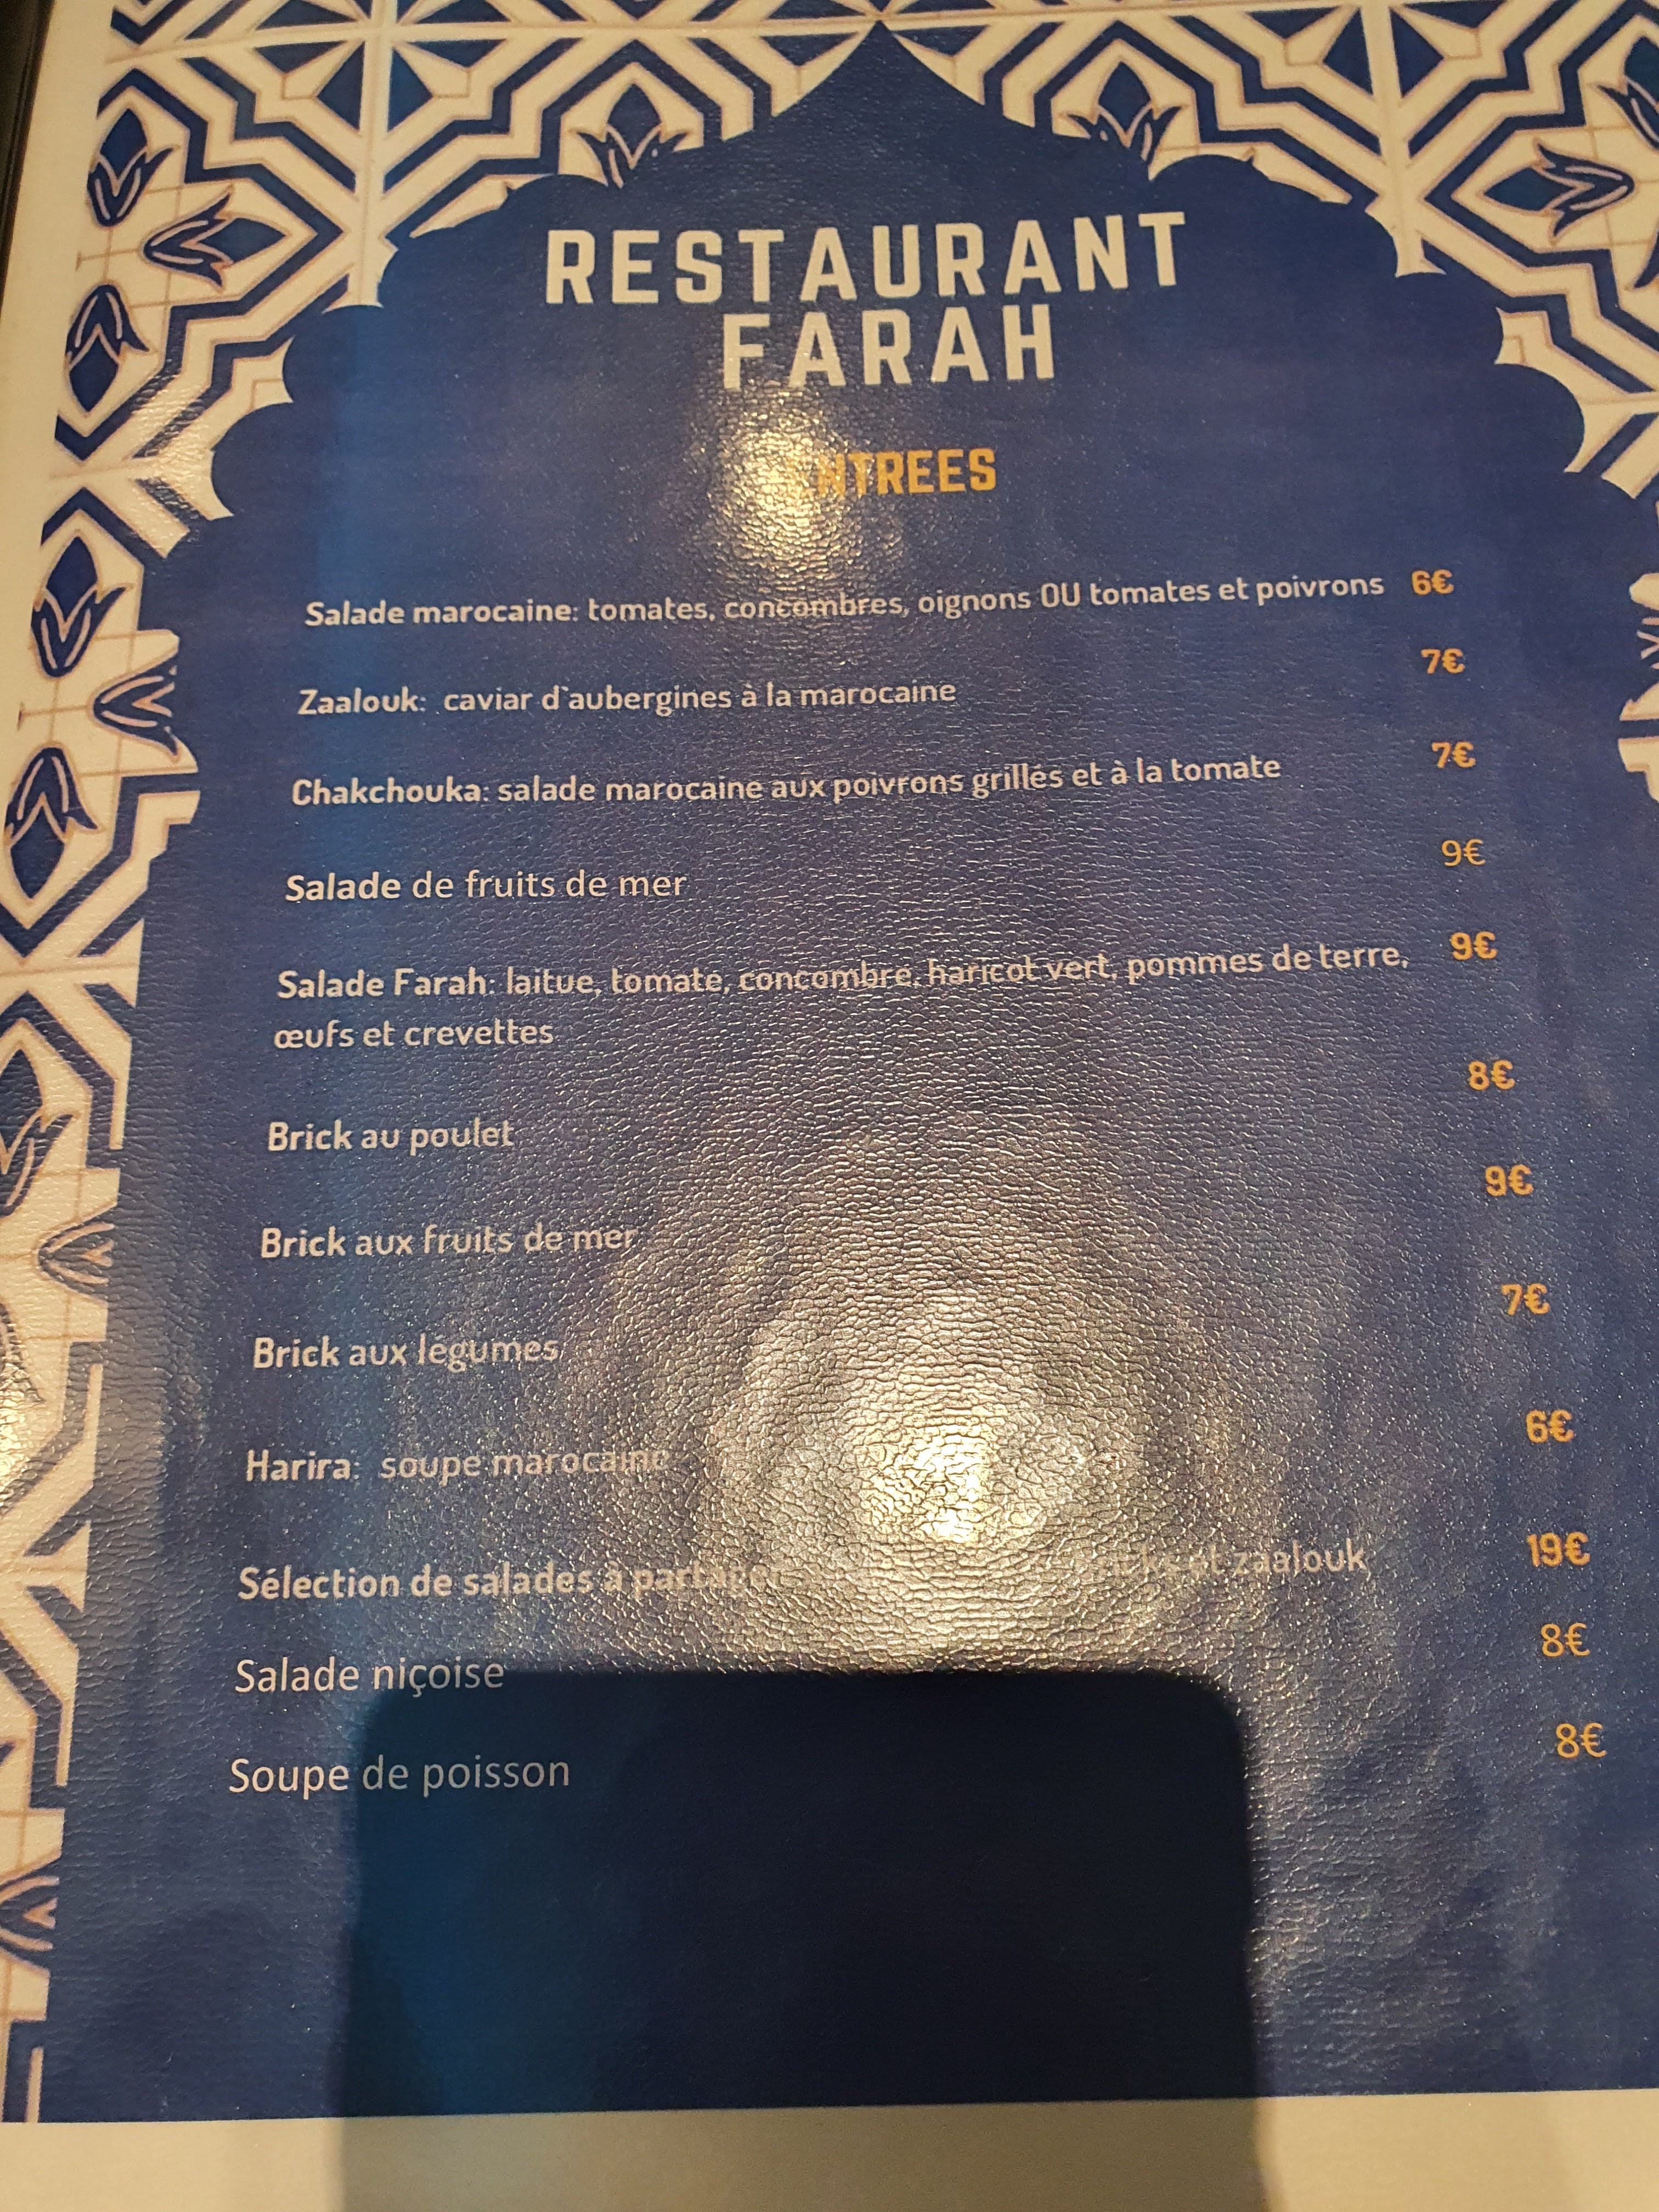 RESTAURANT
FARAH
ENTREES
Salade marocaine: tomates, concombres, oignons OU tomates et poivrons 6€
Zaalouk: caviar d`aubergines à la marocaine 7€
Chakchouka: salade marocaine aux poivrons grillés et à la tomate 7€
Salade de fruits de mer 9€
Salade Farah: laitue, tomate, concombre, haricot vert, pommes de terre, 9€
œufs et crevettes
Brick au poulet 8€
Brick aux fruits de mer 9€
Brick aux légumes 7€
Harira: soupe marocaine 6€
Sélection de salades à partager et zaalouk 19€
Salade niçoise 8€
Soupe de poisson 8€